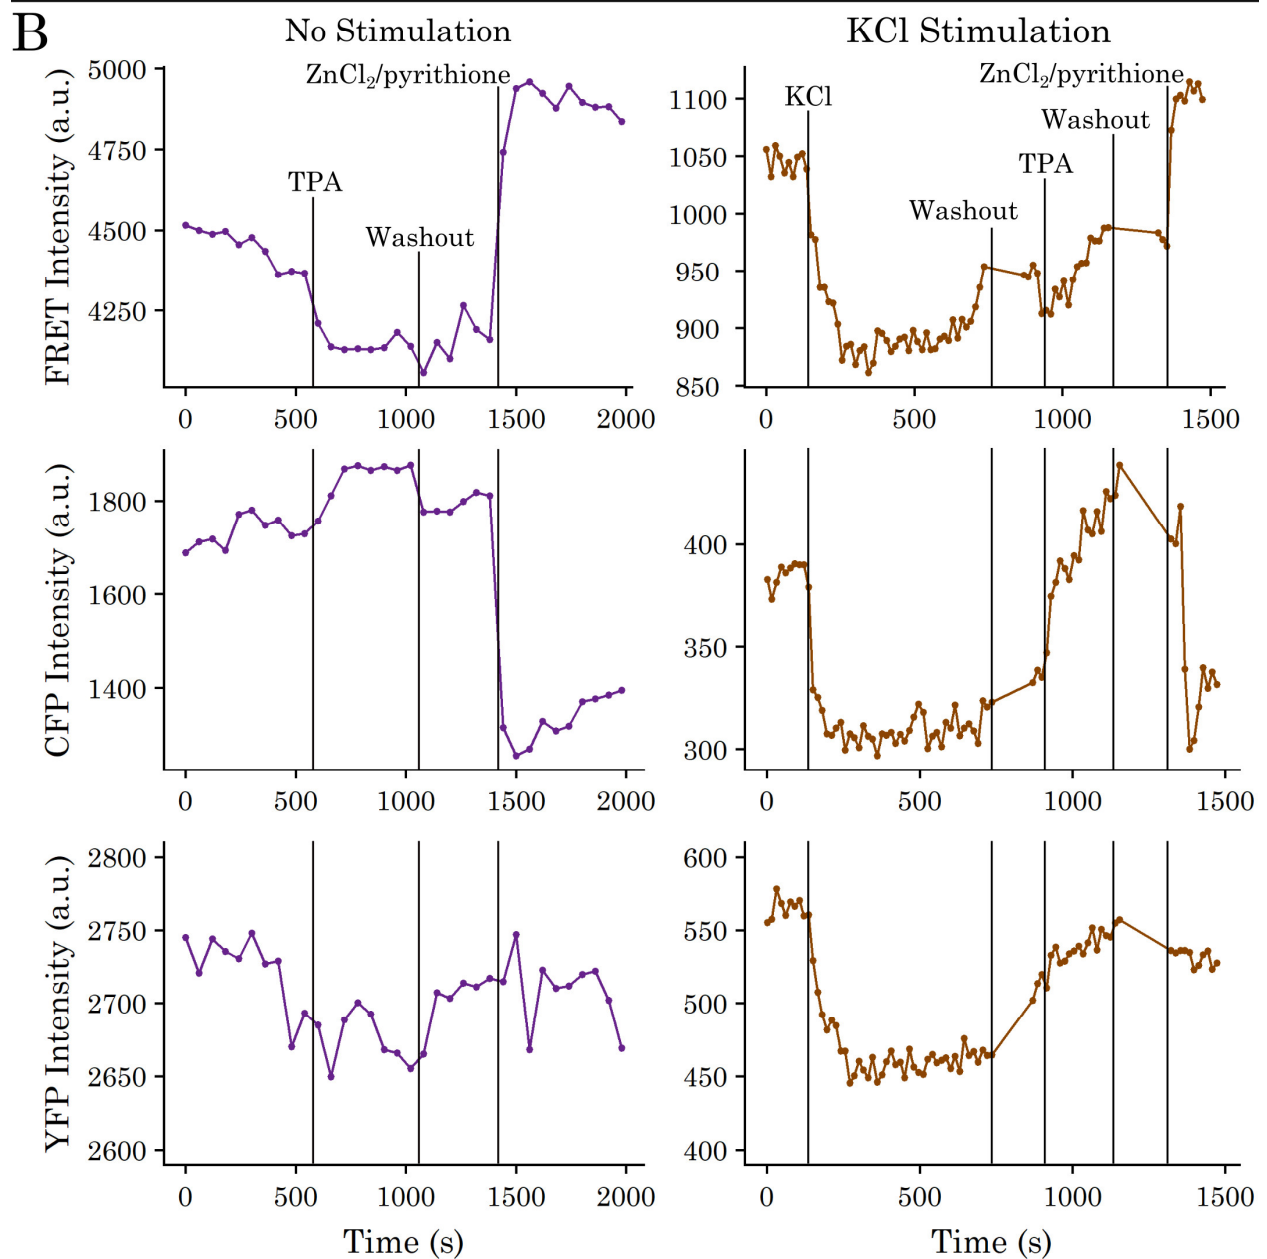 B
No Stimulation
KCl Stimulation
FRET Intensity (a.u.)
5000
4750
4500
4250
ZnCl₂/pyrithione
TPA
Washout
0 500 1000 1500 2000
1100
1050
1000
950
900
850
ZnCl₂/pyrithione
KCl
Washout
TPA
Washout
0 500 1000 1500
CFP Intensity (a.u.)
1800
1600
1400
0 500 1000 1500 2000
400
350
300
0 500 1000 1500
YFP Intensity (a.u.)
2800
2750
2700
2650
2600
0 500 1000 1500 2000
Time (s)
600
550
500
450
400
0 500 1000 1500
Time (s)